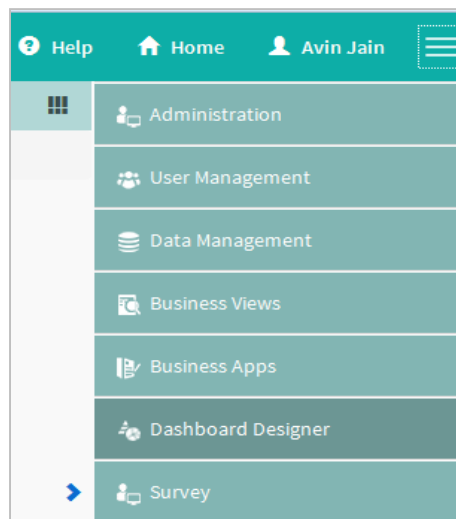 Help Home Avin Jain
Administration
User Management
Data Management
Business Views
Business Apps
Dashboard Designer
Survey